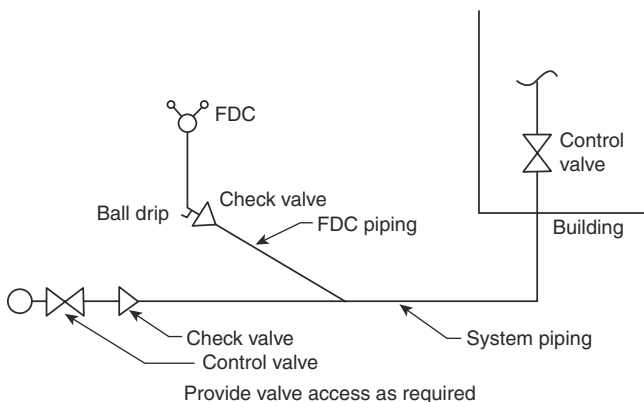 FDC
Control
valve
Check valve
Ball drip
FDC piping
Building
Check valve
System piping
Control valve
Provide valve access as required